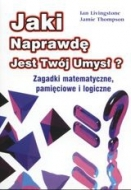 Ian Livingstone
Jamie Thompson
Jaki
Naprawdę
Jest Twój Umysł ?
Zagadki matematyczne,
pamięciowe i logiczne